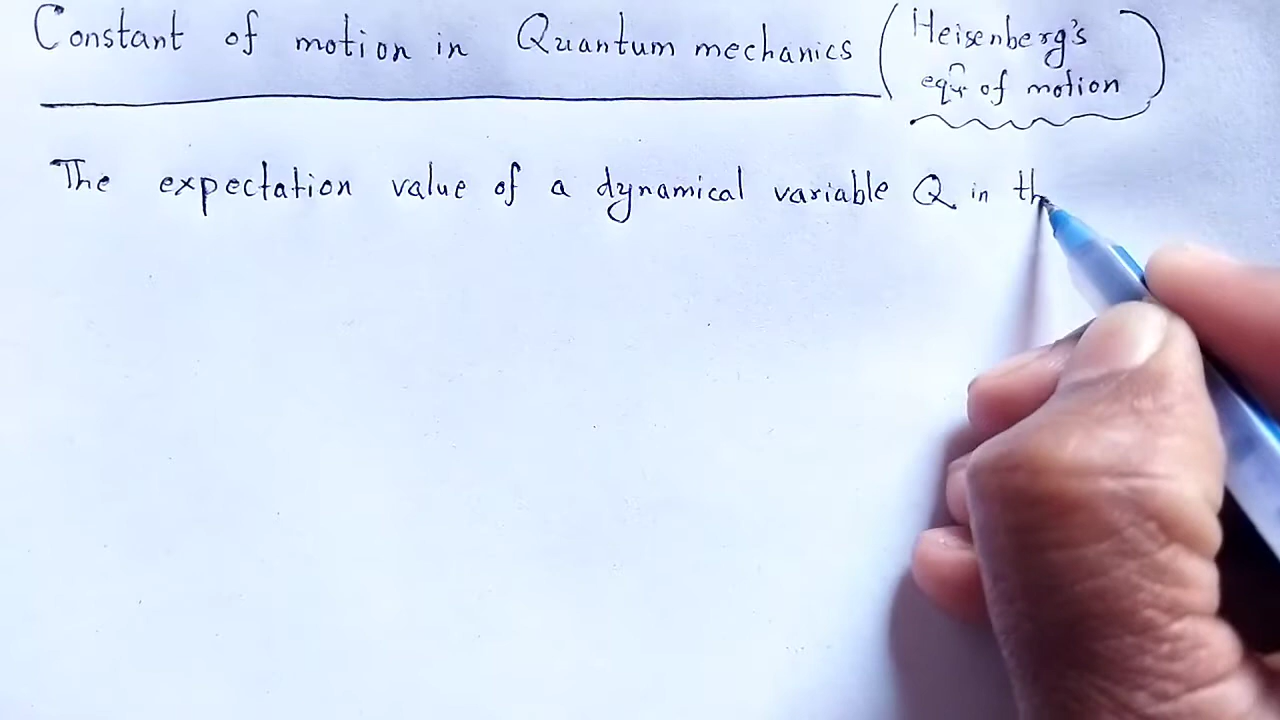 Constant of motion in Quantum mechanics (Heisenberg's
eqn of motion)
The expectation value of a dynamical variable Q in th